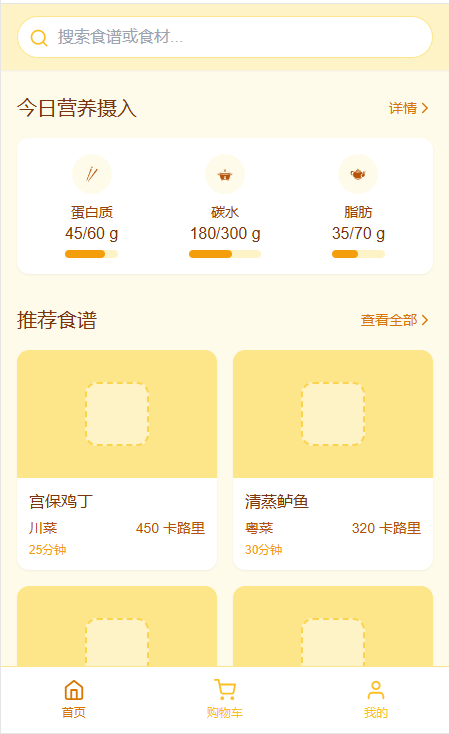 搜索食谱或食材...
今日营养摄入
详情
蛋白质
45/60 g
碳水
180/300 g
脂肪
35/70 g
推荐食谱
查看全部
宫保鸡丁
川菜
450 卡路里
25分钟
清蒸鲈鱼
粤菜
320 卡路里
30分钟
首页
购物车
我的